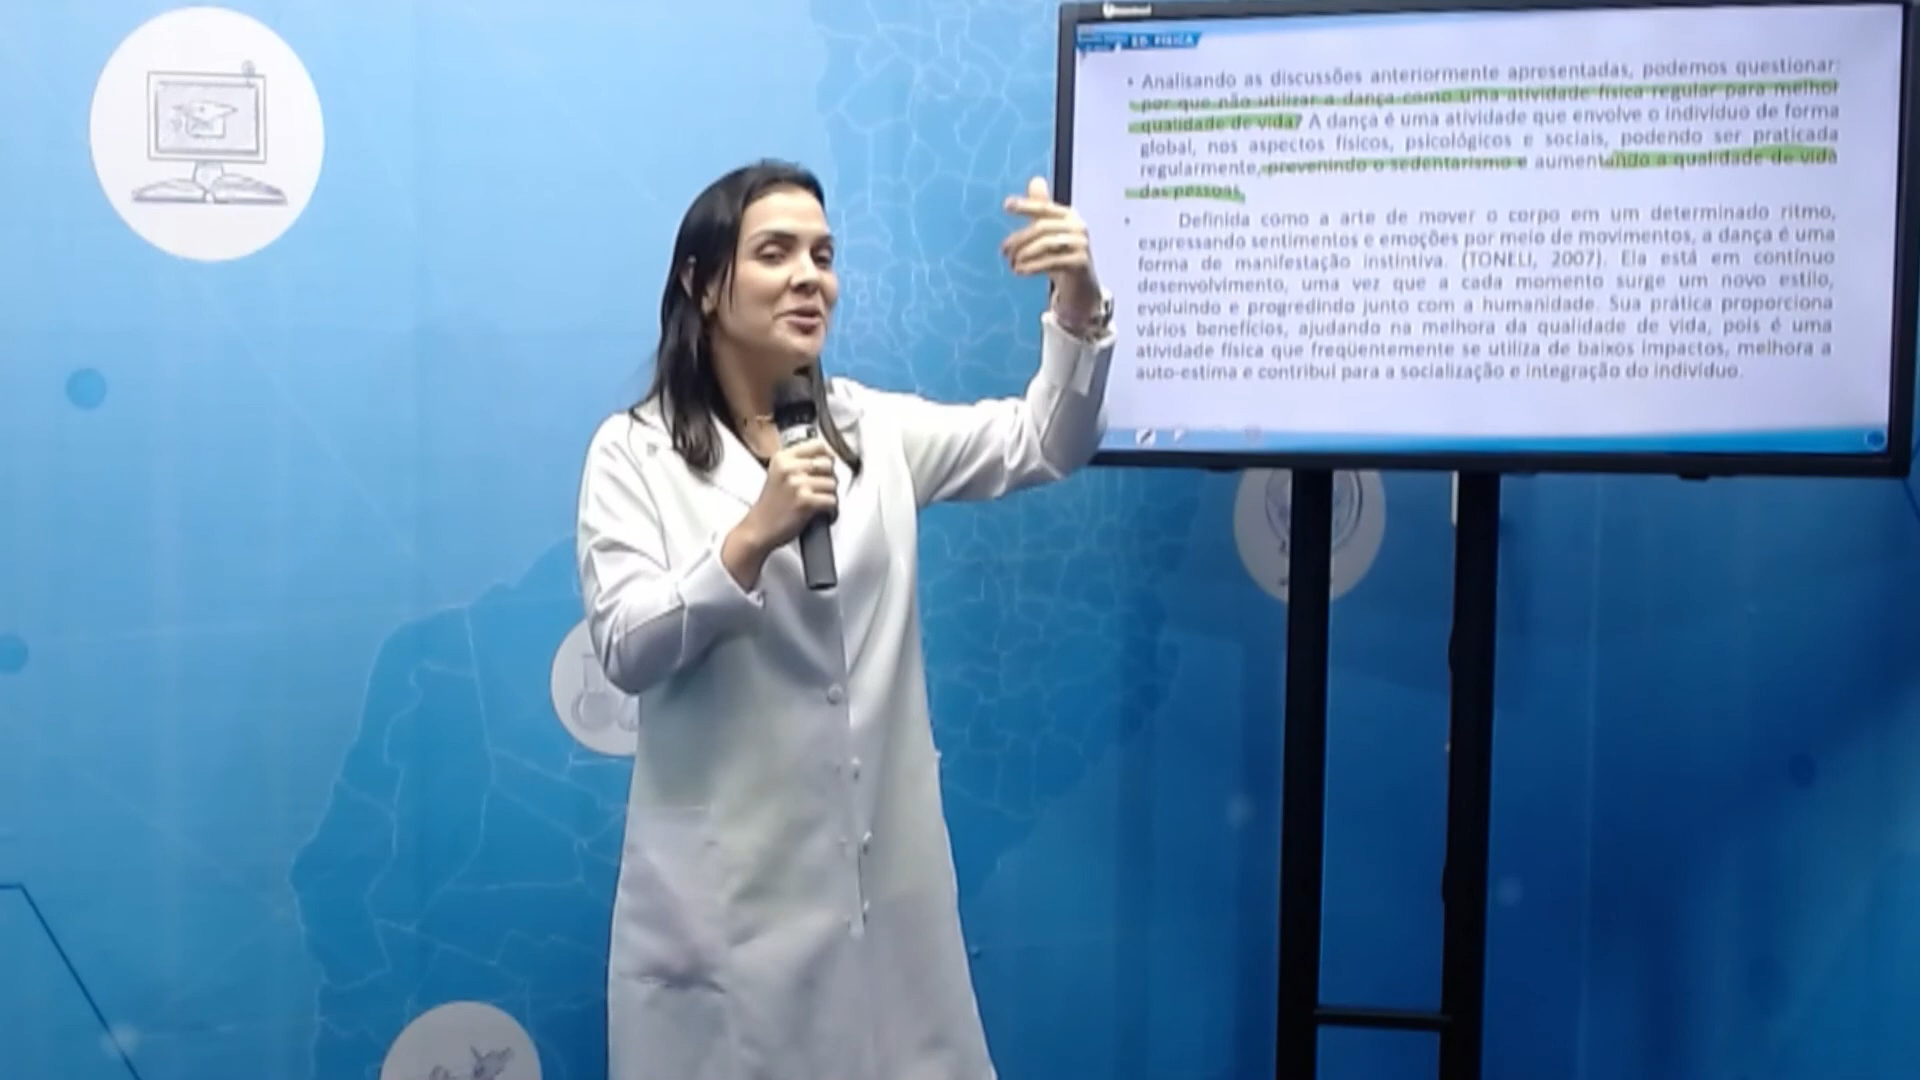 ED. FÍSICA
• Analisando as discussões anteriormente apresentadas, podemos questionar:
por que não utilizar a dança como uma atividade física regular para melhor
qualidade de vida? A dança é uma atividade que envolve o indivíduo de forma
global, nos aspectos físicos, psicológicos e sociais, podendo ser praticada
regularmente, prevenindo o sedentarismo e aumentando a qualidade de vida
das pessoas.
• Definida como a arte de mover o corpo em um determinado ritmo,
expressando sentimentos e emoções por meio de movimentos, a dança é uma
forma de manifestação instintiva. (TONELI, 2007). Ela está em contínuo
desenvolvimento, uma vez que a cada momento surge um novo estilo,
evoluindo e progredindo junto com a humanidade. Sua prática proporciona
vários benefícios, ajudando na melhora da qualidade de vida, pois é uma
atividade física que freqüentemente se utiliza de baixos impactos, melhora a
auto-estima e contribui para a socialização e integração do indivíduo.